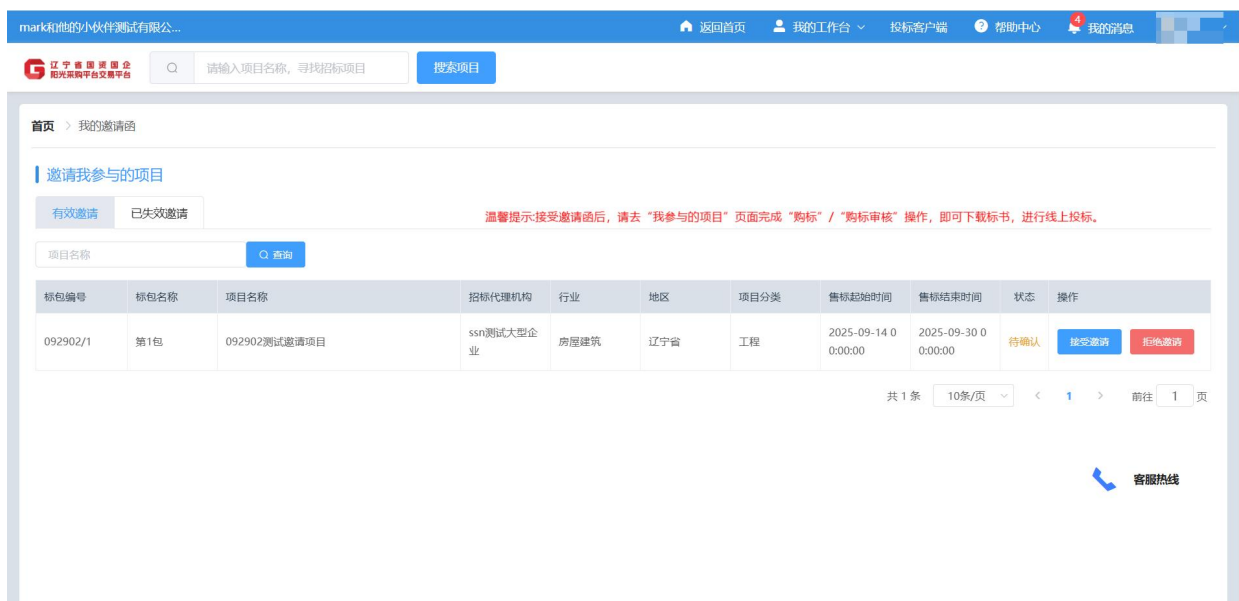 mark和他的小伙伴测试有限公... 返回首页 我的工作台 投标客户端 帮助中心 4 我的消息
辽宁省国资国企
阳光采购平台交易平台
请输入项目名称，寻找招标项目 搜索项目
首页 > 我的邀请函
邀请我参与的项目
有效邀请 已失效邀请 温馨提示:接受邀请函后，请去“我参与的项目”页面完成“购标”/“购标审核”操作，即可下载标书，进行线上投标。
项目名称 查询
标包编号 标包名称 项目名称 招标代理机构 行业 地区 项目分类 售标起始时间 售标结束时间 状态 操作
092902/1 第1包 092902测试邀请项目 ssn测试大型企业 房屋建筑 辽宁省 工程 2025-09-14 00:00:00 2025-09-30 00:00:00 待确认 接受邀请 拒绝邀请
共 1 条 10条/页 < 1 > 前往 1 页
客服热线